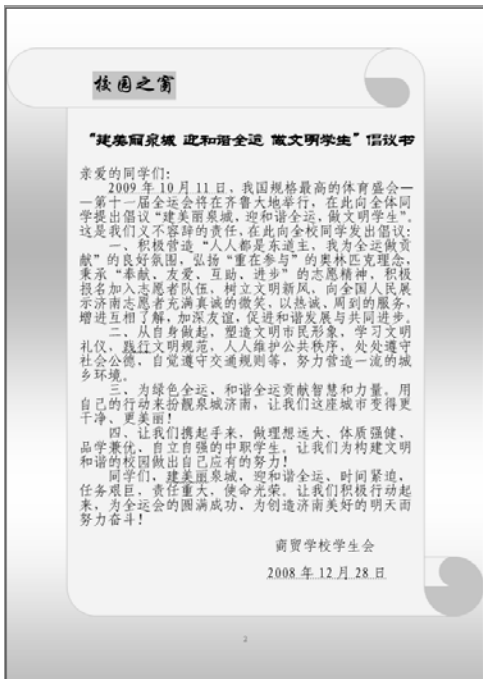 校园之窗
“建美丽泉城 迎和谐全运 做文明学生”倡议书
亲爱的同学们:
2009 年 10 月 11 日，我国规格最高的体育盛会—
—第十一届全运会将在齐鲁大地举行，在此向全体同
学提出倡议“建美丽泉城，迎和谐全运，做文明学生”。
这是我们义不容辞的责任，在此向全校同学发出倡议:
一、积极营造“人人都是东道主，我为全运做贡
献”的良好氛围，弘扬“重在参与”的奥林匹克理念，
秉承“奉献、友爱、互助、进步”的志愿精神，积极
报名加入志愿者队伍，树立文明新风，向全国人民展
示济南志愿者充满真诚的微笑，以热诚、周到的服务，
增进互相了解，加深友谊，促进和谐发展与共同进步。
二、从自身做起，塑造文明市民形象，学习文明
礼仪，践行文明规范，人人维护公共秩序，处处遵守
社会公德，自觉遵守交通规则等，努力营造一流的城
乡环境。
三、为绿色全运、和谐全运贡献智慧和力量。用
自己的行动来扮靓泉城济南，让我们这座城市变得更
干净、更美丽！
四、让我们携起手来，做理想远大、体质强健、
品学兼优、自立自强的中职学生。让我们为构建文明
和谐的校园做出自己应有的努力！
同学们，建美丽泉城，迎和谐全运、时间紧迫，
任务艰巨，责任重大，使命光荣。让我们积极行动起
来，为全运会的圆满成功、为创造济南美好的明天而
努力奋斗！
商贸学校学生会
2008 年 12 月 28 日
2